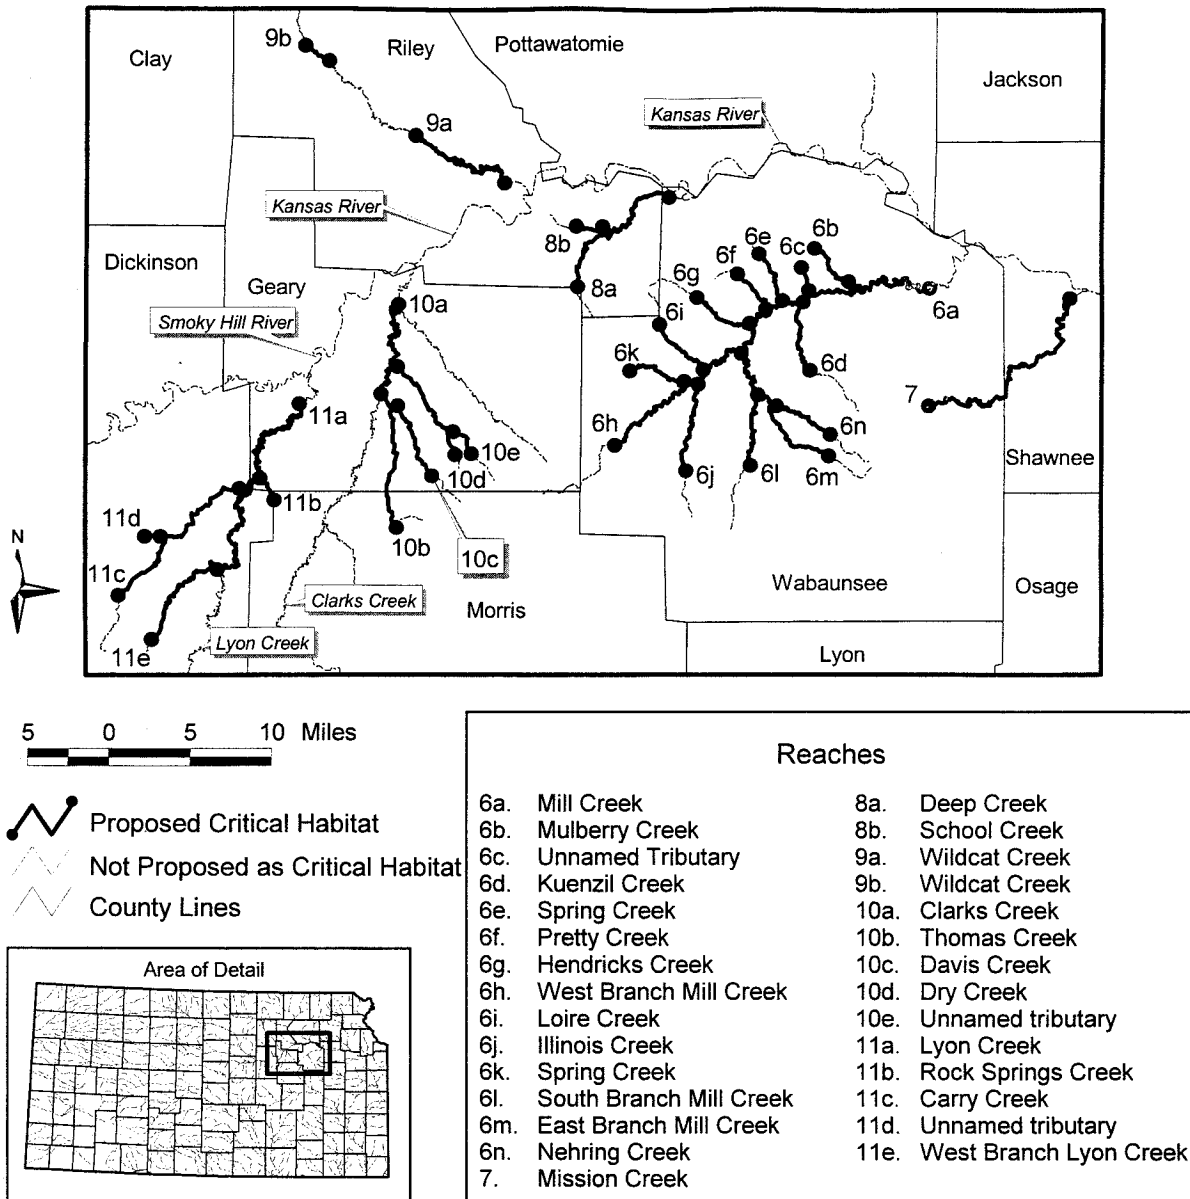 9b
Riley
Pottawatomie
Clay
Jackson
Kansas River
9a
Kansas River
8b
6b
6e
6c
6f
Dickinson
Geary
6g
8a
6a
10a
6i
Smoky Hill River
6k
6d
7
11a
6h
6n
10e
Shawnee
10d
6j
6l
6m
11b
11d
10b
10c
N
11c
Wabaunsee
Osage
Clarks Creek
Morris
Lyon Creek
11e
Lyon
5 0 5 10 Miles
Proposed Critical Habitat
Not Proposed as Critical Habitat
County Lines
Area of Detail
Reaches
6a. Mill Creek
6b. Mulberry Creek
6c. Unnamed Tributary
6d. Kuenzil Creek
6e. Spring Creek
6f. Pretty Creek
6g. Hendricks Creek
6h. West Branch Mill Creek
6i. Loire Creek
6j. Illinois Creek
6k. Spring Creek
6l. South Branch Mill Creek
6m. East Branch Mill Creek
6n. Nehring Creek
7. Mission Creek
8a. Deep Creek
8b. School Creek
9a. Wildcat Creek
9b. Wildcat Creek
10a. Clarks Creek
10b. Thomas Creek
10c. Davis Creek
10d. Dry Creek
10e. Unnamed tributary
11a. Lyon Creek
11b. Rock Springs Creek
11c. Carry Creek
11d. Unnamed tributary
11e. West Branch Lyon Creek